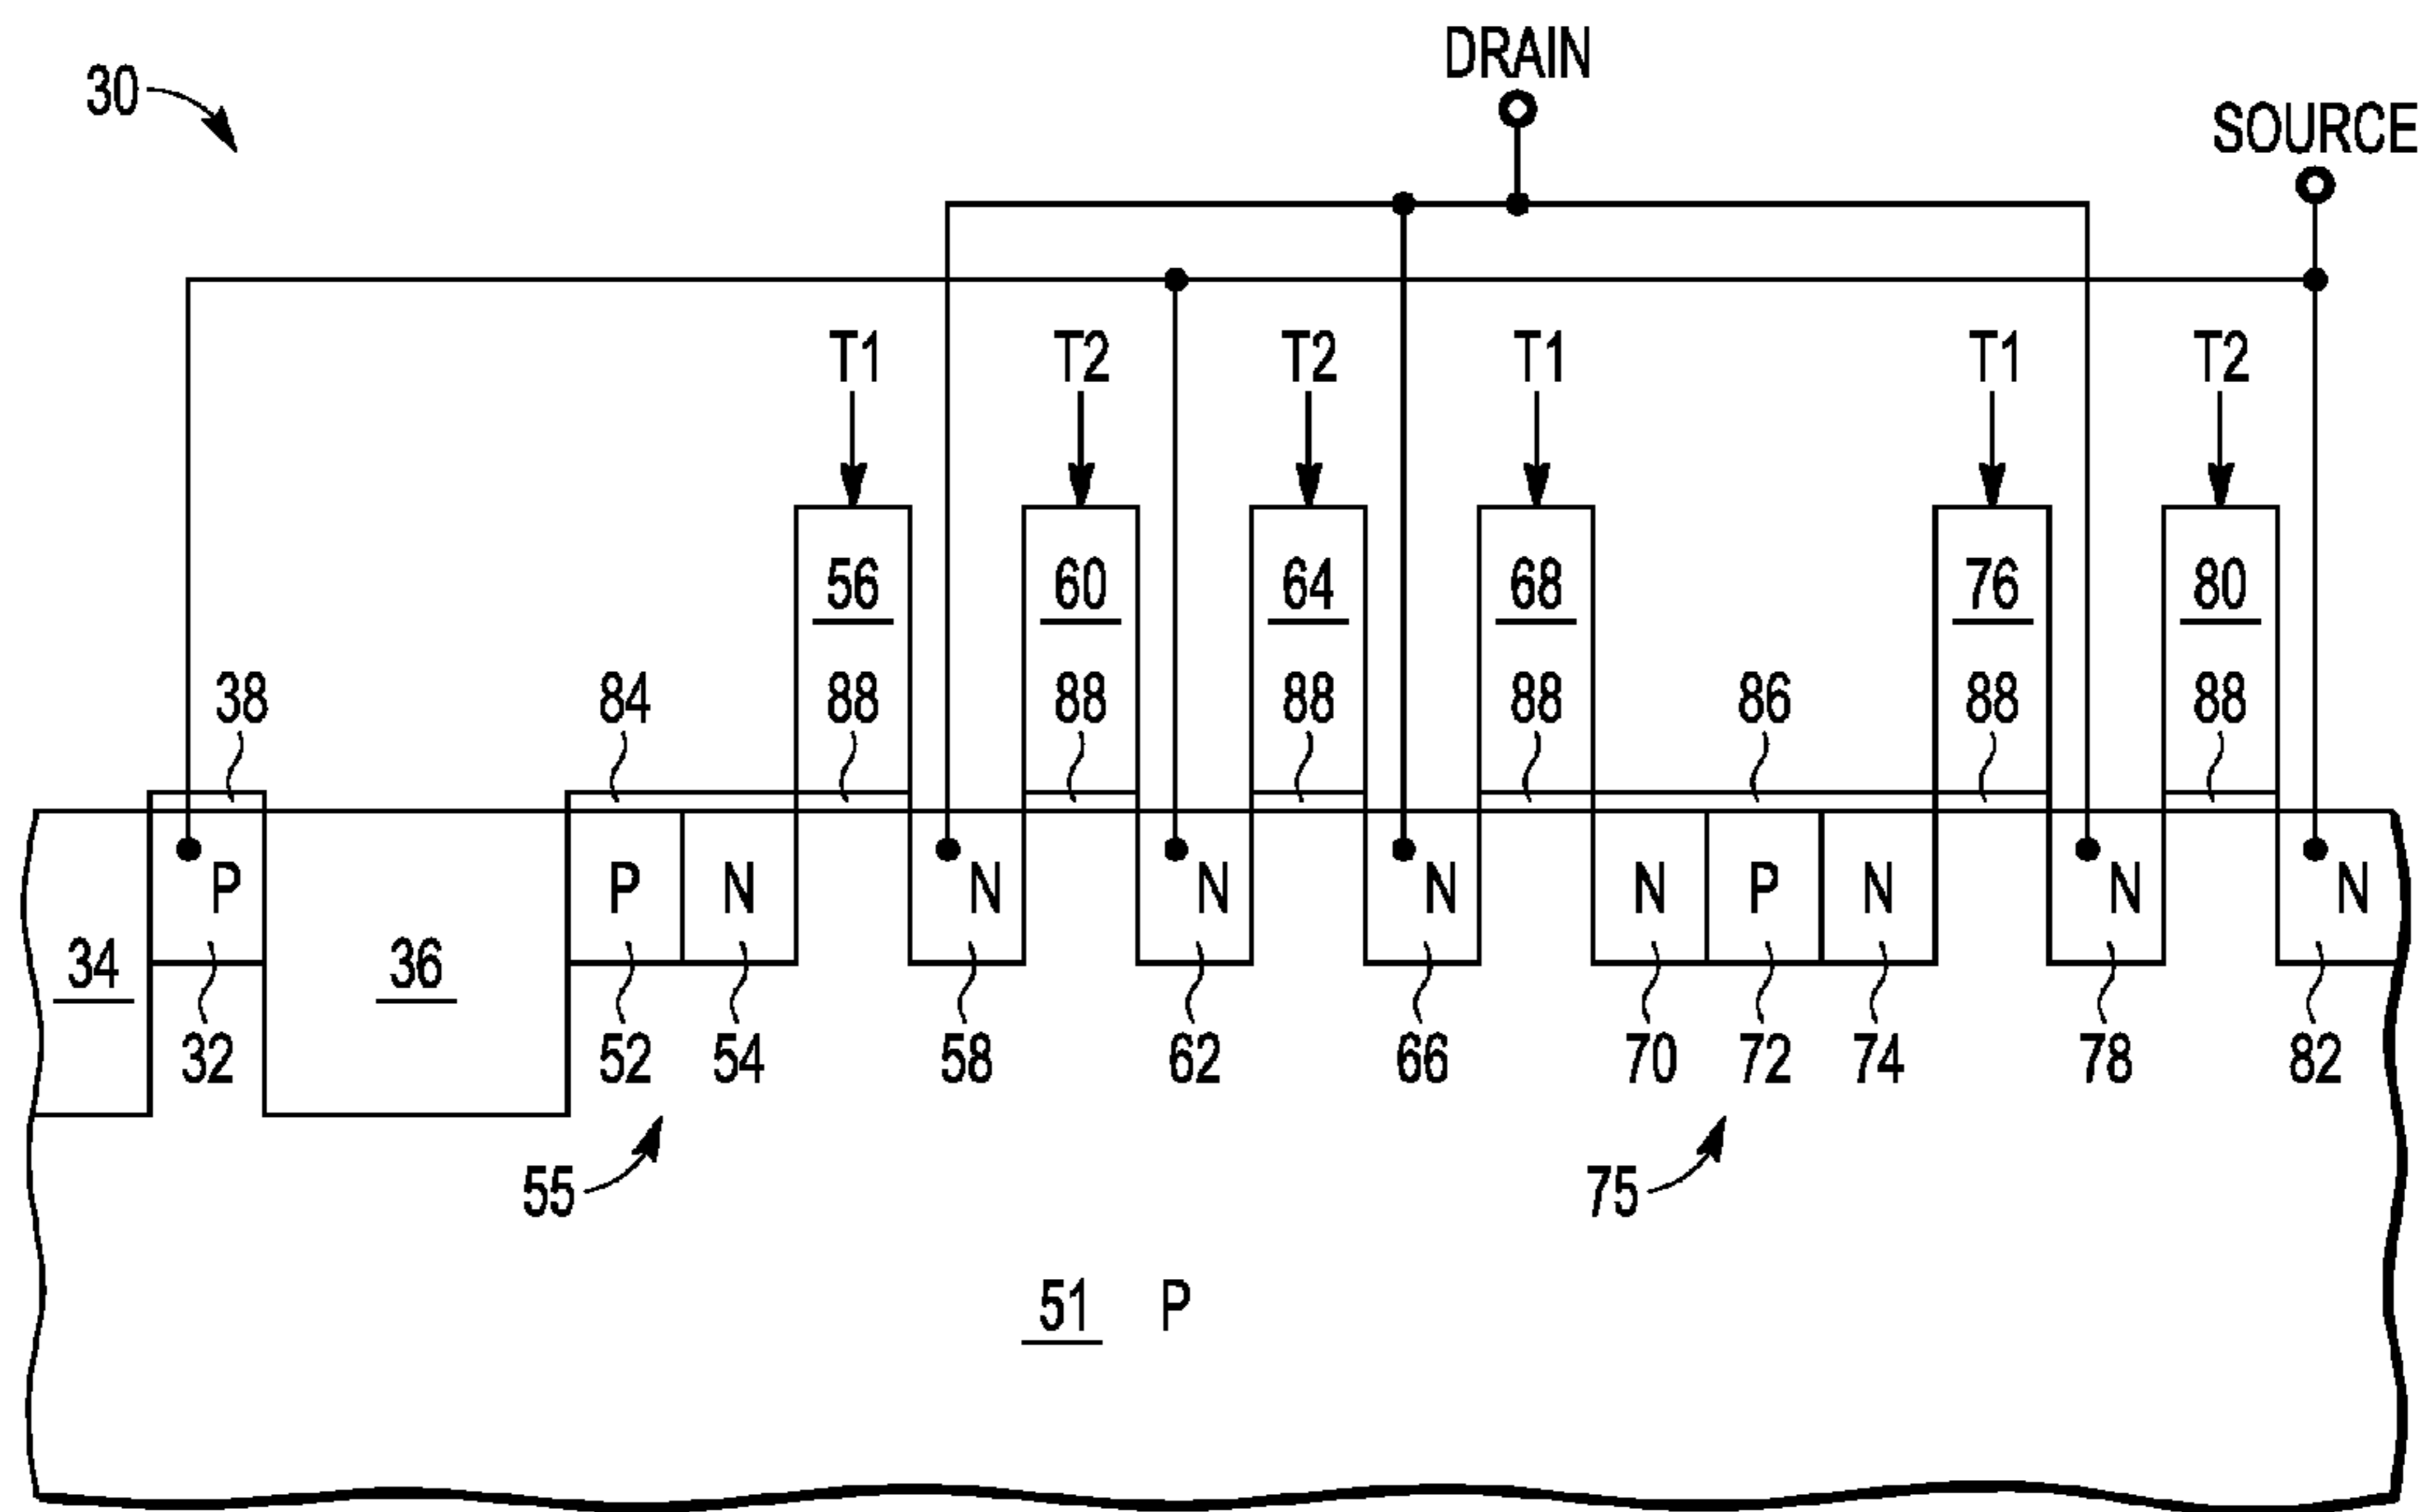 DRAIN
30
SOURCE
T1 T2 T2 T1 T1 T2
56 60 64 68 76 80
38 84 88 88 88 88 86 88 88
P P N N N N N P N N N
34 36
32 52 54 58 62 66 70 72 74 78 82
55 75
51 P